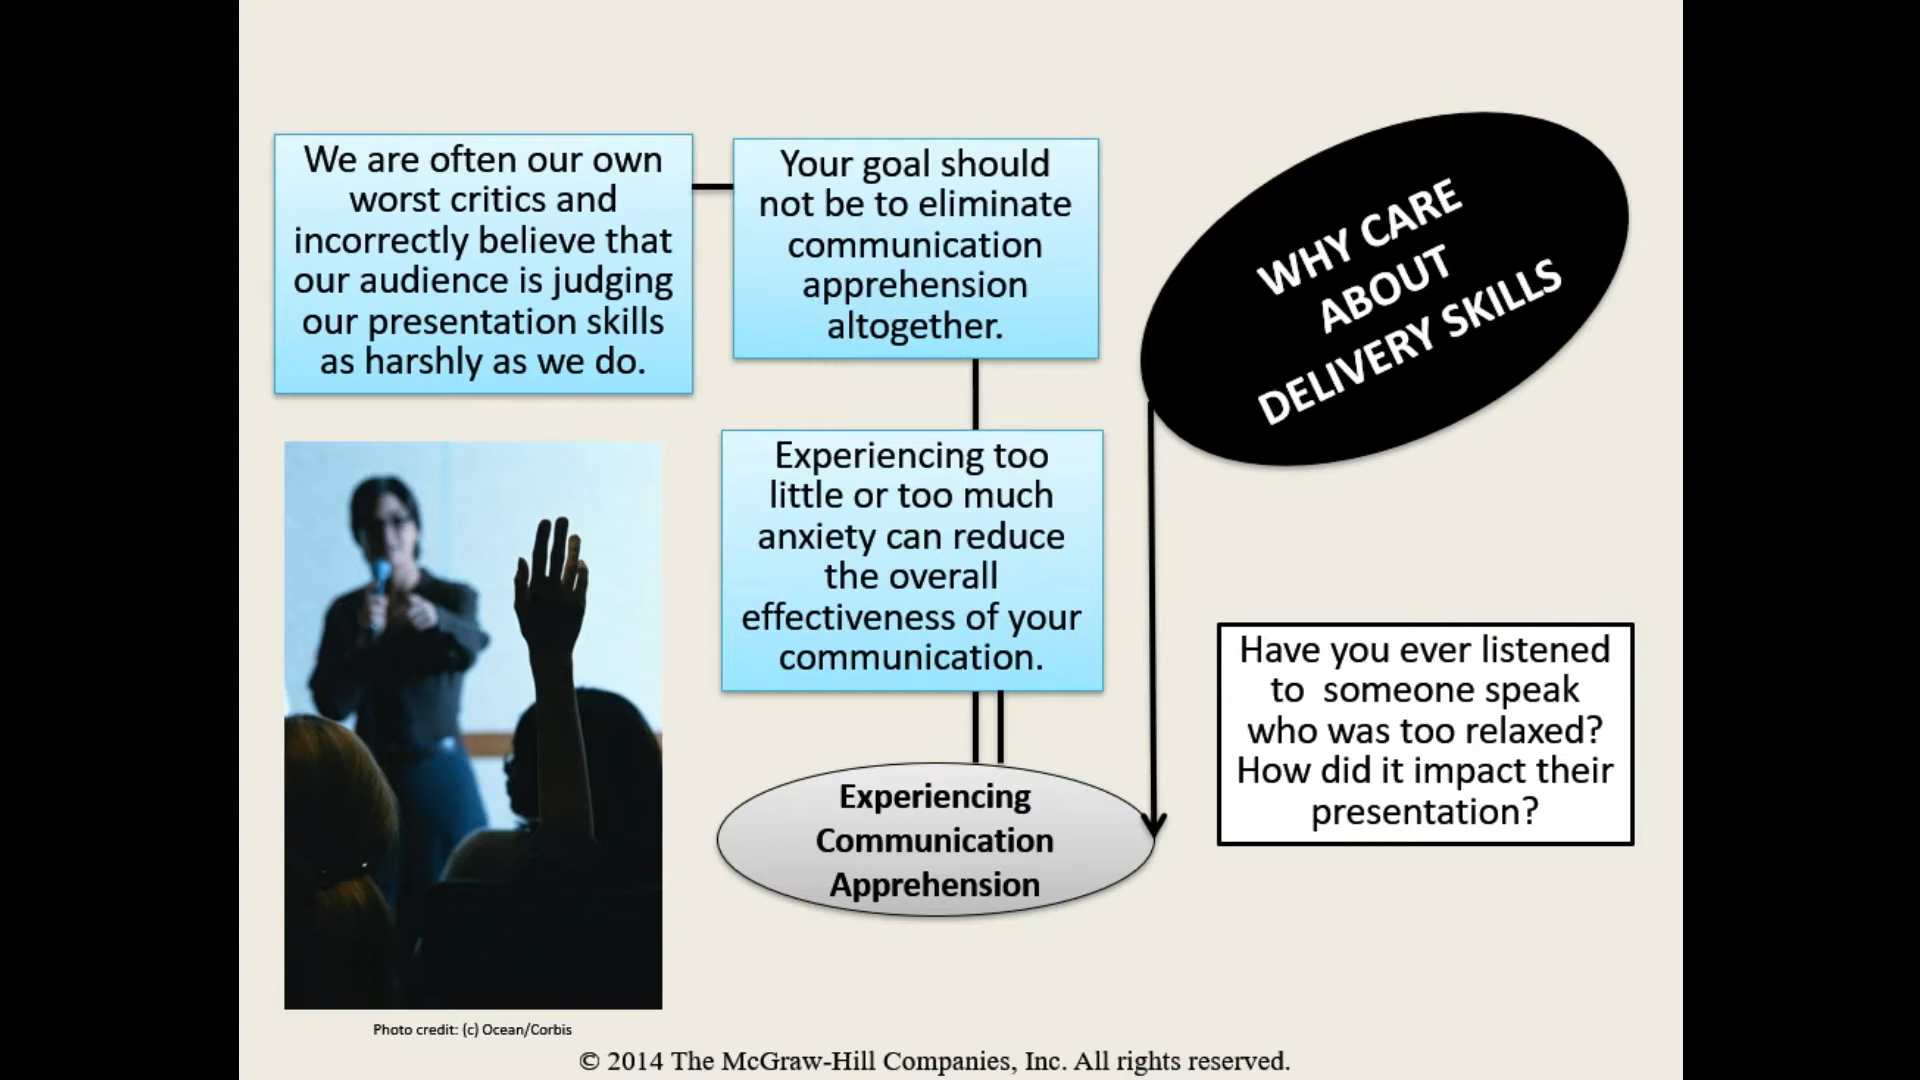 We are often our own
worst critics and
incorrectly believe that
our audience is judging
our presentation skills
as harshly as we do.
Your goal should
not be to eliminate
communication
apprehension
altogether.
WHY CARE
ABOUT
DELIVERY SKILLS
Experiencing too
little or too much
anxiety can reduce
the overall
effectiveness of your
communication.
Have you ever listened
to  someone speak
who was too relaxed?
How did it impact their
presentation?
Experiencing
Communication
Apprehension
Photo credit: (c) Ocean/Corbis
© 2014 The McGraw-Hill Companies, Inc. All rights reserved.